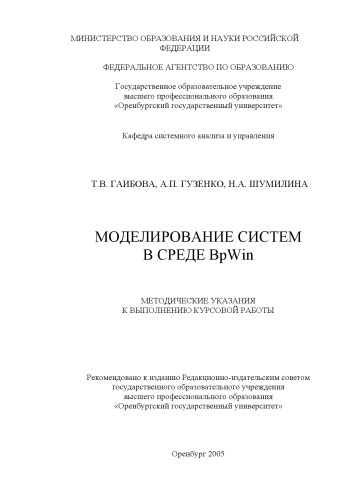 МИНИСТЕРСТВО ОБРАЗОВАНИЯ И НАУКИ РОССИЙСКОЙ
ФЕДЕРАЦИИ
ФЕДЕРАЛЬНОЕ АГЕНТСТВО ПО ОБРАЗОВАНИЮ
Государственное образовательное учреждение
высшего профессионального образования
«Оренбургский государственный университет»
Кафедра системного анализа и управления
Т.В. ГАИБОВА, А.П. ГУЗЕНКО, Н.А. ШУМИЛИНА
МОДЕЛИРОВАНИЕ СИСТЕМ
В СРЕДЕ BpWin
МЕТОДИЧЕСКИЕ УКАЗАНИЯ
К ВЫПОЛНЕНИЮ КУРСОВОЙ РАБОТЫ
Рекомендовано к изданию Редакционно-издательским советом
государственного образовательного учреждения
высшего профессионального образования
«Оренбургский государственный университет»
Оренбург 2005